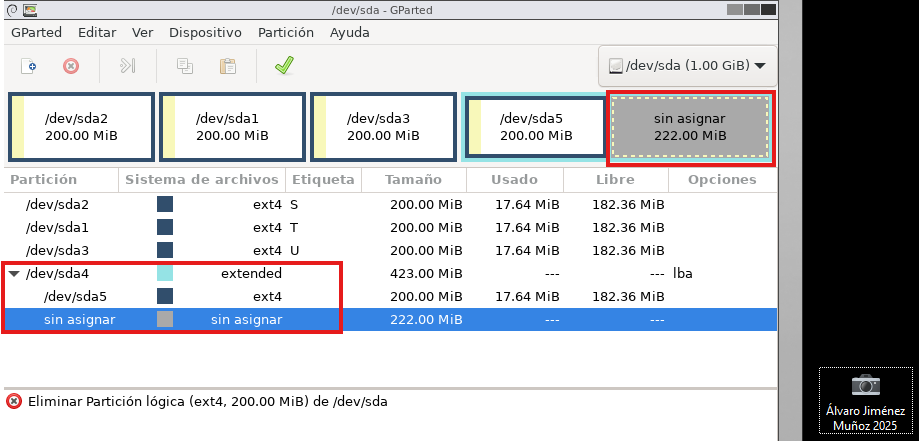 /dev/sda - GParted
GParted Editar Ver Dispositivo Partición Ayuda
/dev/sda (1.00 GiB)
/dev/sda2
200.00 MiB
/dev/sda1
200.00 MiB
/dev/sda3
200.00 MiB
/dev/sda5
200.00 MiB
sin asignar
222.00 MiB
Partición Sistema de archivos Etiqueta Tamaño Usado Libre Opciones
/dev/sda2 ext4 S 200.00 MiB 17.64 MiB 182.36 MiB
/dev/sda1 ext4 T 200.00 MiB 17.64 MiB 182.36 MiB
/dev/sda3 ext4 U 200.00 MiB 17.64 MiB 182.36 MiB
/dev/sda4 extended 423.00 MiB --- --- lba
/dev/sda5 ext4 200.00 MiB 17.64 MiB 182.36 MiB
sin asignar sin asignar 222.00 MiB --- ---
Eliminar Partición lógica (ext4, 200.00 MiB) de /dev/sda
Álvaro Jiménez
Muñoz 2025